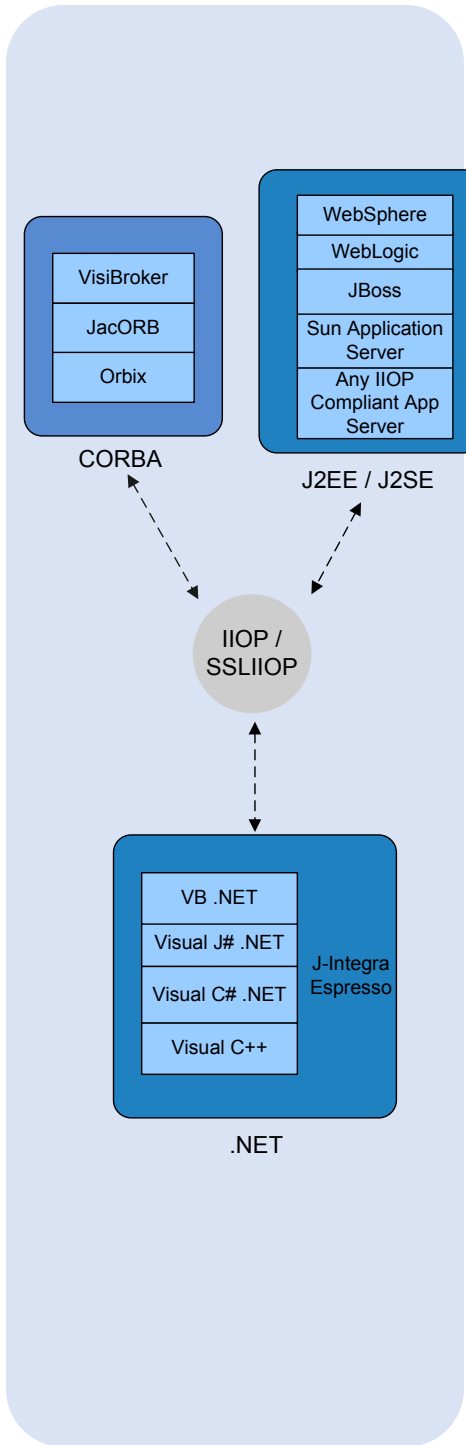 VisiBroker
JacORB
Orbix
CORBA
WebSphere
WebLogic
JBoss
Sun Application
Server
Any IIOP
Compliant App
Server
J2EE / J2SE
IIOP /
SSLIIOP
VB .NET
Visual J# .NET
Visual C# .NET
Visual C++
J-Integra
Espresso
.NET